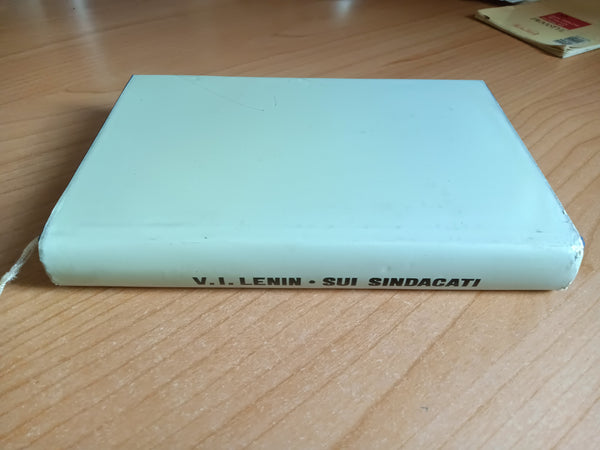 V. I. LENIN • SUI SINDACATI